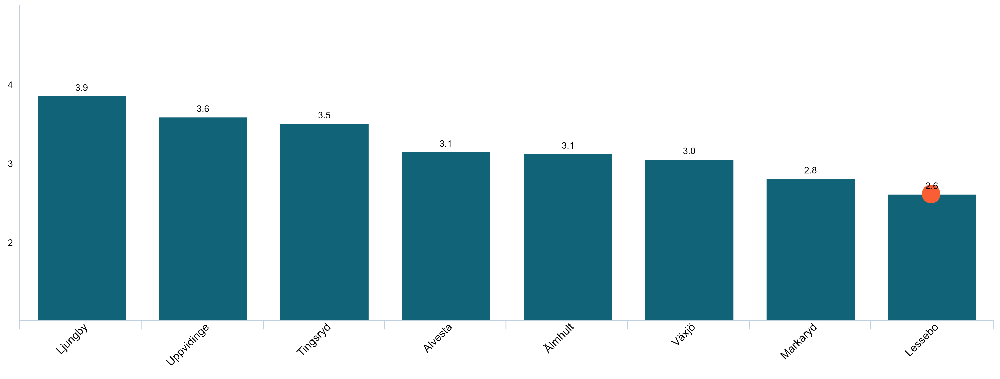 4
3
2
3.9
3.6
3.5
3.1
3.1
3.0
2.8
2.6
Ljungby
Uppvidinge
Tingsryd
Alvesta
Älmhult
Växjö
Markaryd
Lessebo